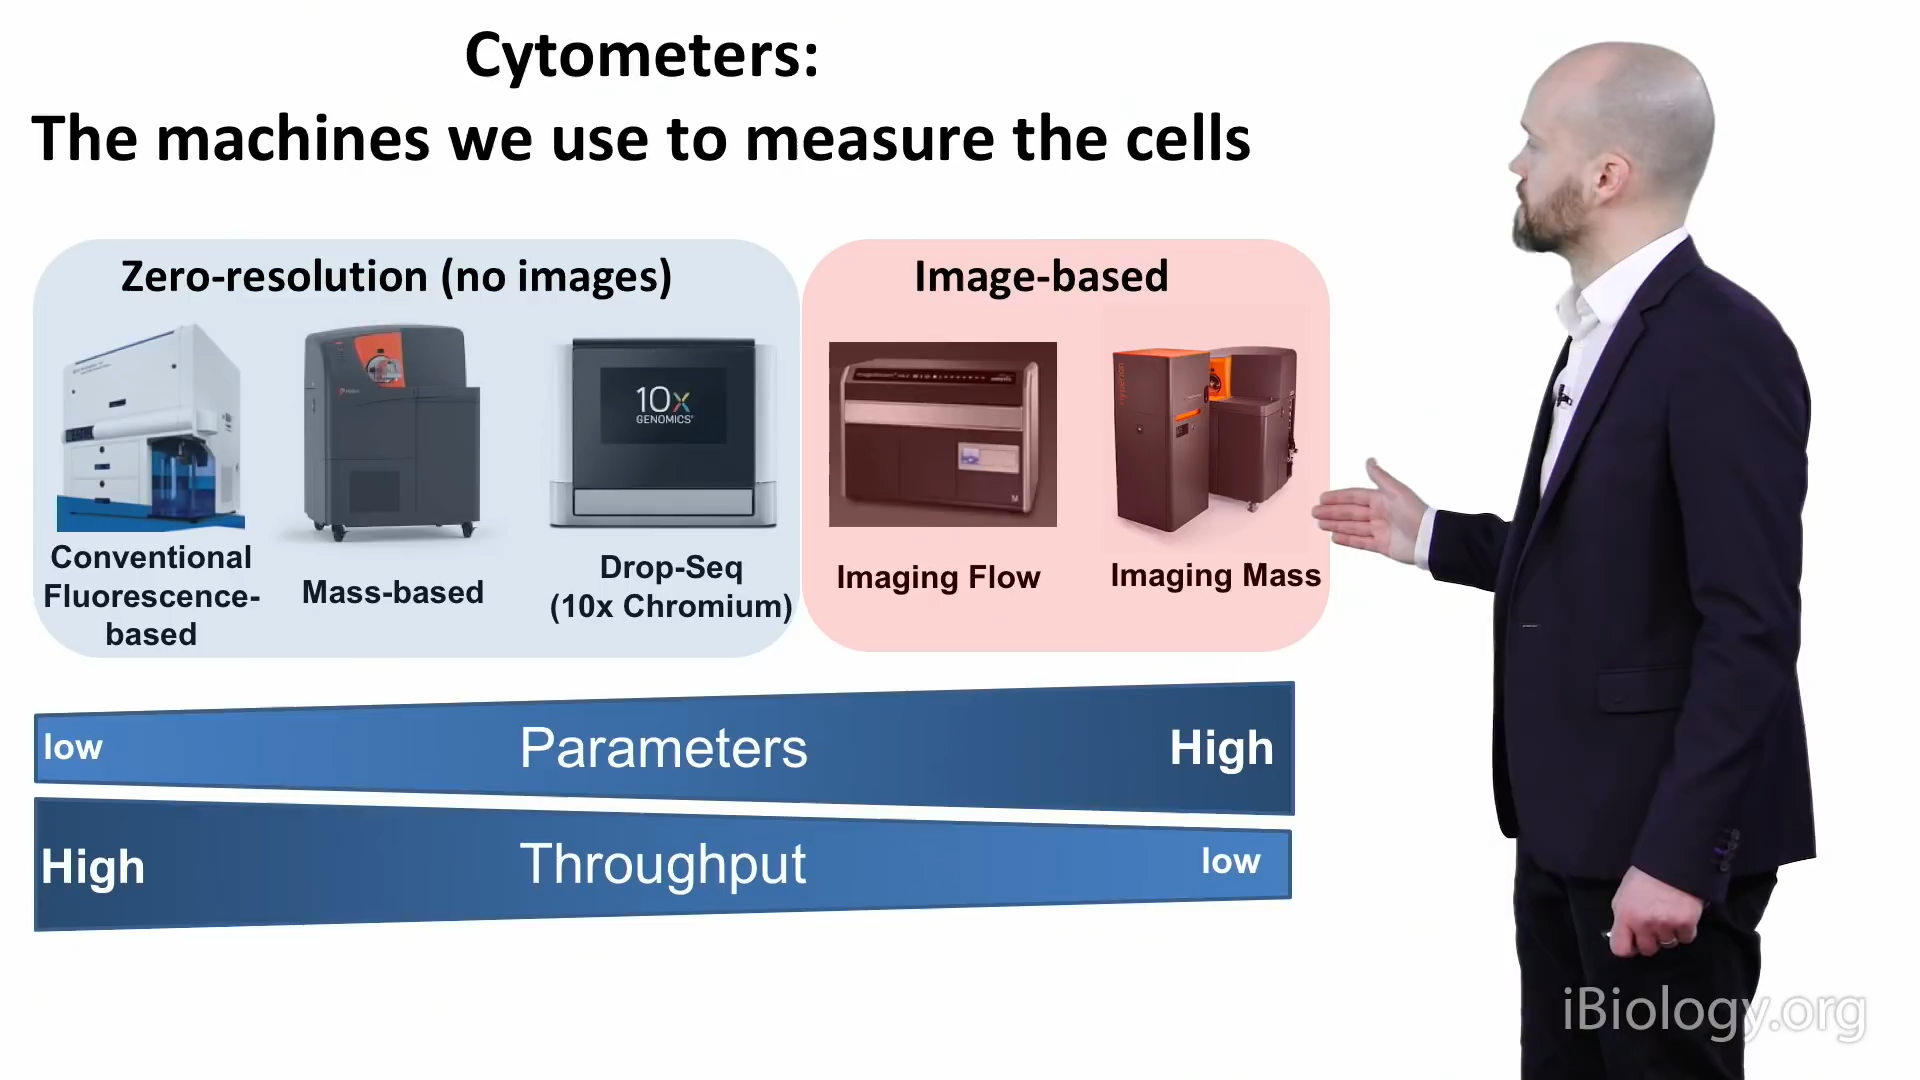 Cytometers:
The machines we use to measure the cells
Zero-resolution (no images)
Image-based
10x
GENOMICS
Conventional
Fluorescence-
based
Mass-based
Drop-Seq
(10x Chromium)
Imaging Flow
Imaging Mass
low
Parameters
High
High
Throughput
low
iBiology.org